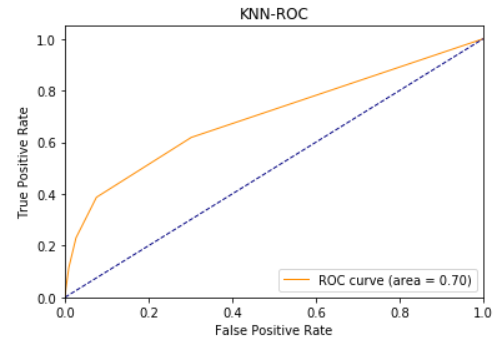 KNN-ROC
True Positive Rate
1.0
0.8
0.6
0.4
0.2
0.0
ROC curve (area = 0.70)
0.0 0.2 0.4 0.6 0.8 1.0
False Positive Rate